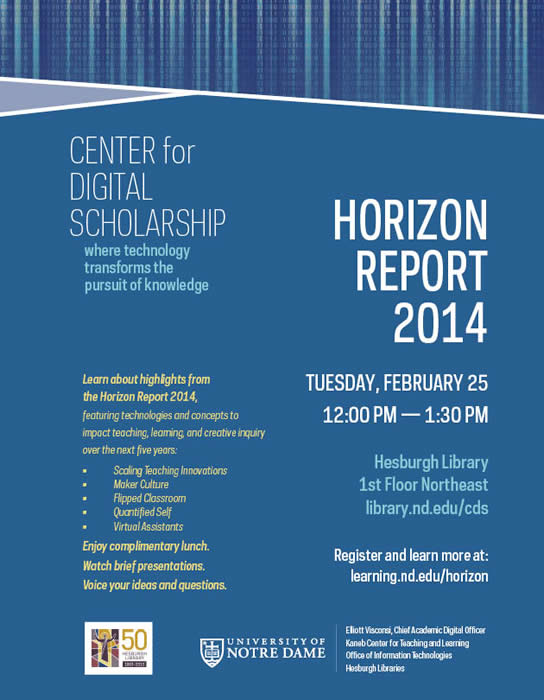 CENTER for
DIGITAL
SCHOLARSHIP
where technology
transforms the
pursuit of knowledge
HORIZON
REPORT
2014
TUESDAY, FEBRUARY 25
12:00 PM — 1:30 PM
Hesburgh Library
1st Floor Northeast
library.nd.edu/cds
Register and learn more at:
learning.nd.edu/horizon
Learn about highlights from
the Horizon Report 2014,
featuring technologies and concepts to
impact teaching, learning, and creative inquiry
over the next five years:
▪ Scaling Teaching Innovations
▪ Maker Culture
▪ Flipped Classroom
▪ Quantified Self
▪ Virtual Assistants
Enjoy complimentary lunch.
Watch brief presentations.
Voice your ideas and questions.
50
HESBURGH
LIBRARY
UNIVERSITY OF
NOTRE DAME
Elliott Visconsi, Chief Academic Digital Officer
Kaneb Center for Teaching and Learning
Office of Information Technologies
Hesburgh Libraries